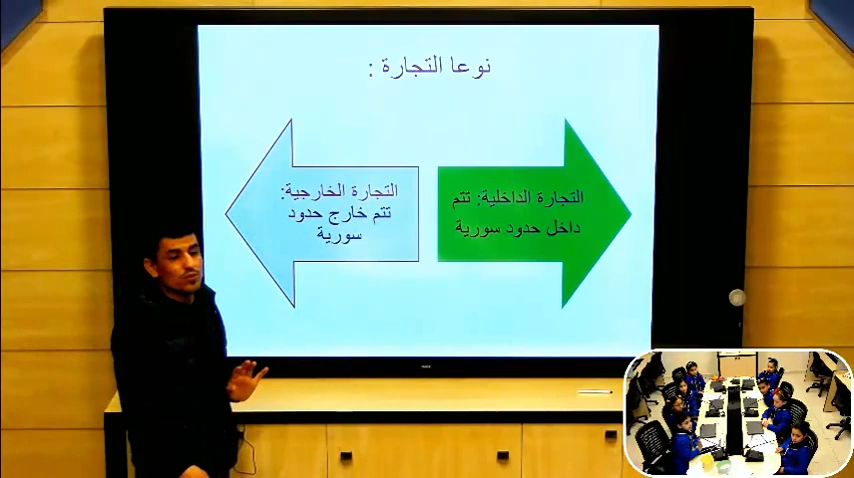 نوعا التجارة :
التجارة الداخلية: تتم
داخل حدود سورية
التجارة الخارجية:
تتم خارج حدود
سورية